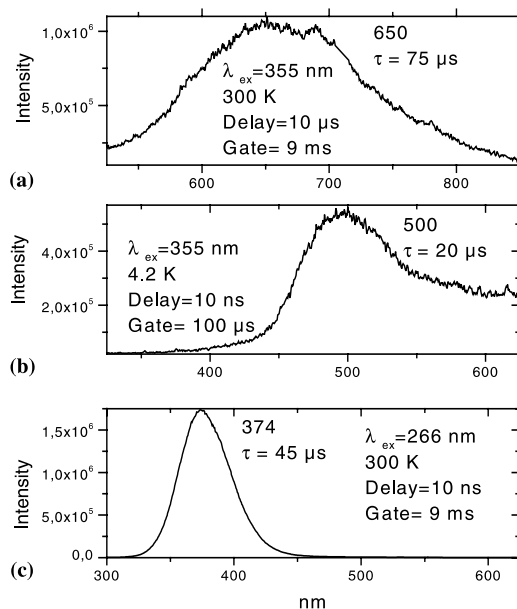 1,0x10⁶
5,0x10⁵
Intensity
650
τ = 75 µs
λ ex=355 nm
300 K
Delay=10 µs
Gate= 9 ms
600 700 800
(a)
4,0x10⁵
2,0x10⁵
Intensity
500
τ = 20 µs
λ ex=355 nm
4.2 K
Delay=10 ns
Gate= 100 µs
400 500 600
(b)
1,5x10⁶
1,0x10⁶
5,0x10⁵
0,0
Intensity
374
τ = 45 µs
λ ex=266 nm
300 K
Delay=10 ns
Gate= 9 ms
300 400 500 600
(c)
nm